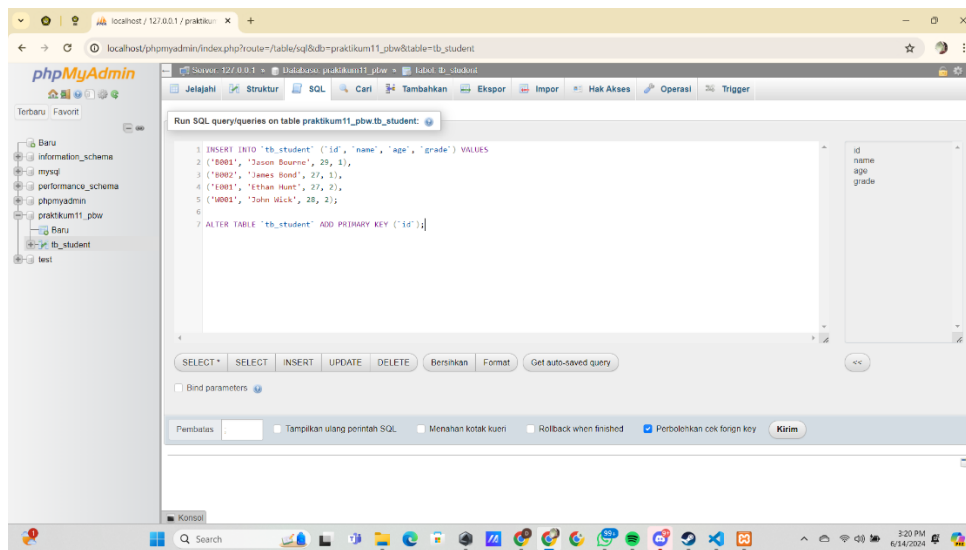 localhost / 127.0.0.1 / praktikum
localhost/phpmyadmin/index.php?route=/table/sql&db=praktikum11_pbw&table=tb_student
phpMyAdmin
Terbaru Favorit
Baru
information_schema
mysql
performance_schema
phpmyadmin
praktikum11_pbw
Baru
tb_student
test
Server: 127.0.0.1 » Database: praktikum11_pbw » Tabel: tb_student
Jelajahi Struktur SQL Cari Tambahkan Ekspor Impor Hak Akses Operasi Trigger
Run SQL query/queries on table praktikum11_pbw.tb_student:
1 INSERT INTO `tb_student` (`id`, `name`, `age`, `grade`) VALUES
2 ('B001', 'Jason Bourne', 29, 1),
3 ('B002', 'James Bond', 27, 1),
4 ('E001', 'Ethan Hunt', 27, 2),
5 ('W001', 'John Wick', 28, 2);
6
7 ALTER TABLE `tb_student` ADD PRIMARY KEY (`id`);
id
name
age
grade
SELECT * SELECT INSERT UPDATE DELETE Bersihkan Format Get auto-saved query <<
Bind parameters
Pembatas ; Tampilkan ulang perintah SQL Menahan kotak kueri Rollback when finished Perbolehkan cek forign key Kirim
Konsol
Search
99+
3:20 PM
6/14/2024